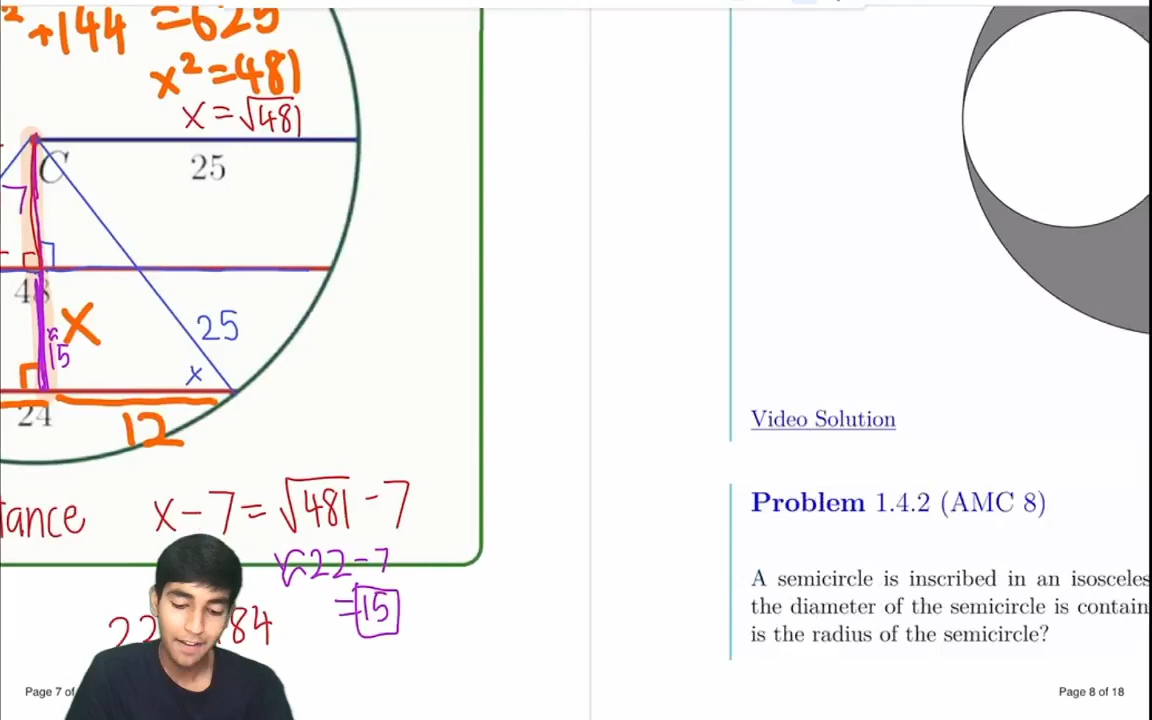 ² +144 = 625
x² = 481
x = √481
C
25
7
48
x
25
≈
15
x
24
12
tance x - 7 = √481 - 7
≈ 22 - 7
= 15
22 84
Page 7 of
Video Solution
Problem 1.4.2 (AMC 8)
A semicircle is inscribed in an isosceles
the diameter of the semicircle is contain
is the radius of the semicircle?
Page 8 of 18